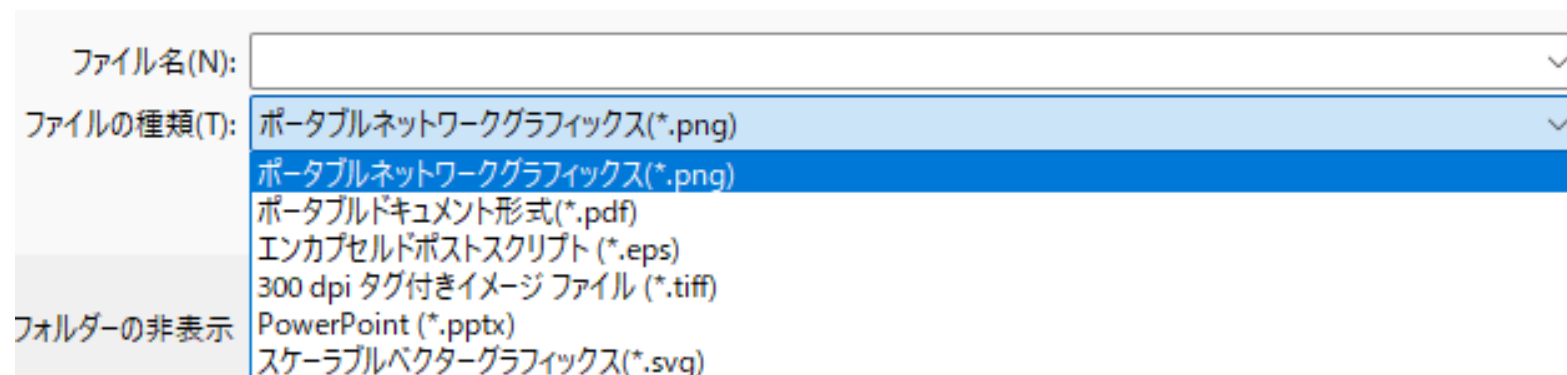 ファイル名(N):
ファイルの種類(T): ポータブルネットワークグラフィックス(*.png)
ポータブルネットワークグラフィックス(*.png)
ポータブルドキュメント形式(*.pdf)
エンカプセルドポストスクリプト (*.eps)
300 dpi タグ付きイメージ ファイル (*.tiff)
フォルダーの非表示 PowerPoint (*.pptx)
スケーラブルベクターグラフィックス(*.svg)